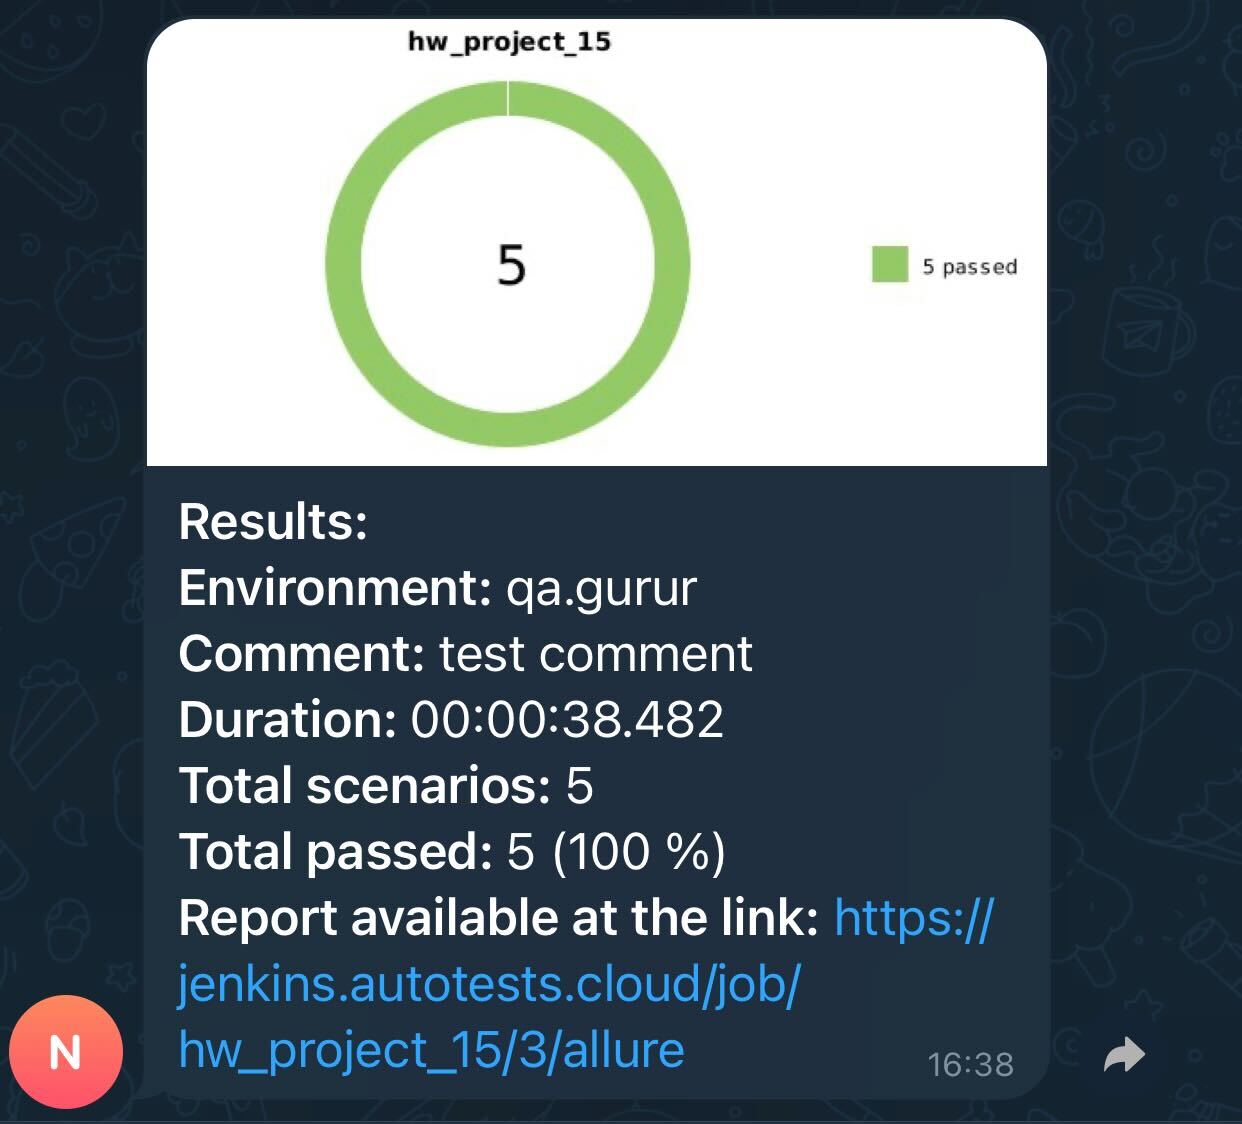 hw_project_15
5
5 passed
Results:
Environment: qa.gurur
Comment: test comment
Duration: 00:00:38.482
Total scenarios: 5
Total passed: 5 (100 %)
Report available at the link: https://
jenkins.autotests.cloud/job/
hw_project_15/3/allure
16:38
N